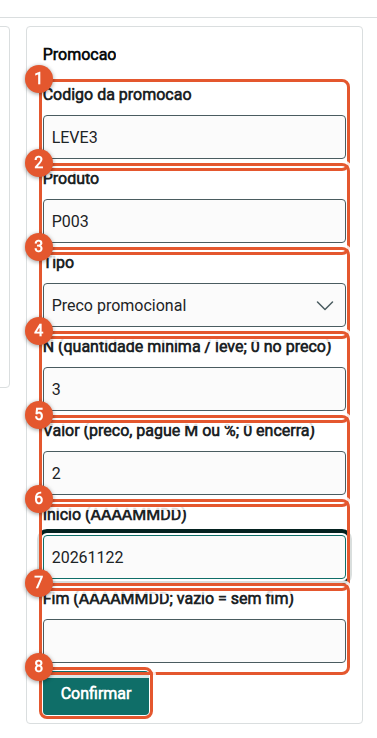 Promocao
1
Codigo da promocao
LEVE3
2
Produto
P003
3
Tipo
Preco promocional
4
N (quantidade minima / leve; 0 no preco)
3
5
Valor (preco, pague M ou %; 0 encerra)
2
6
Inicio (AAAAMMDD)
20261122
7
Fim (AAAAMMDD; vazio = sem fim)
8
Confirmar